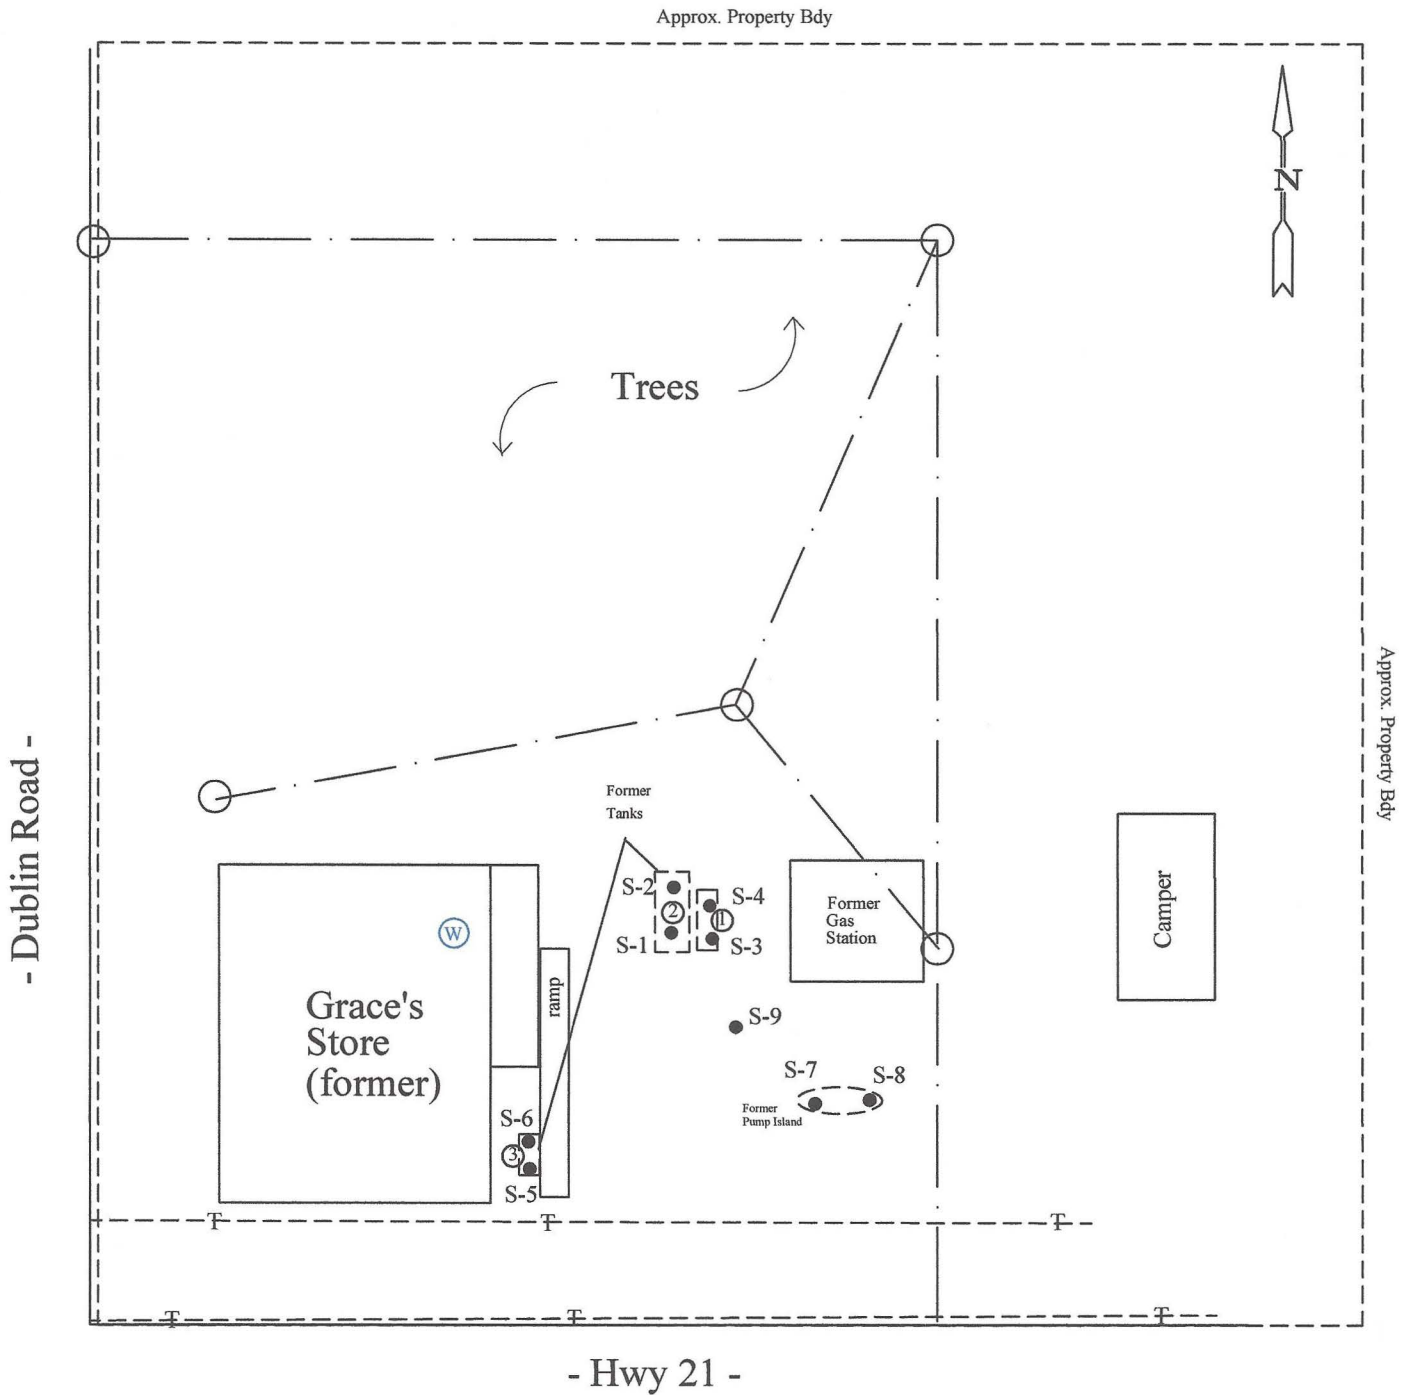 Approx. Property Bdy
N
Trees
Approx. Property Bdy
- Dublin Road -
Former
Tanks
S-2
2
S-1
S-4
1
S-3
Former
Gas
Station
Camper
W
Grace's
Store
(former)
ramp
S-9
S-7
S-8
Former
Pump Island
S-6
3
S-5
T
T
T
T
T
T
- Hwy 21 -